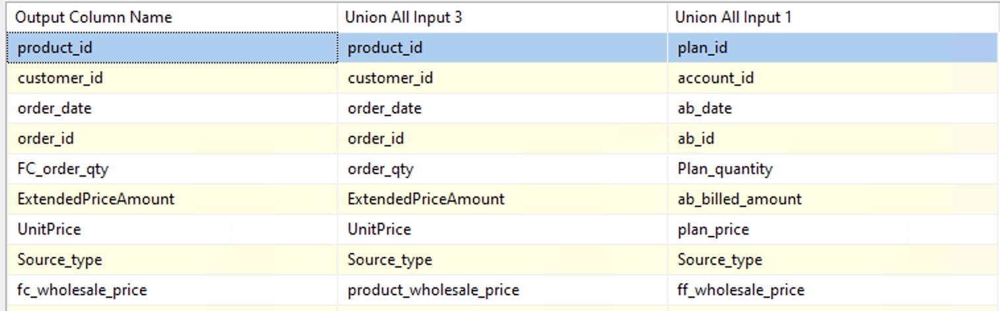 Output Column Name Union All Input 3 Union All Input 1
product_id product_id plan_id
customer_id customer_id account_id
order_date order_date ab_date
order_id order_id ab_id
FC_order_qty order_qty Plan_quantity
ExtendedPriceAmount ExtendedPriceAmount ab_billed_amount
UnitPrice UnitPrice plan_price
Source_type Source_type Source_type
fc_wholesale_price product_wholesale_price ff_wholesale_price